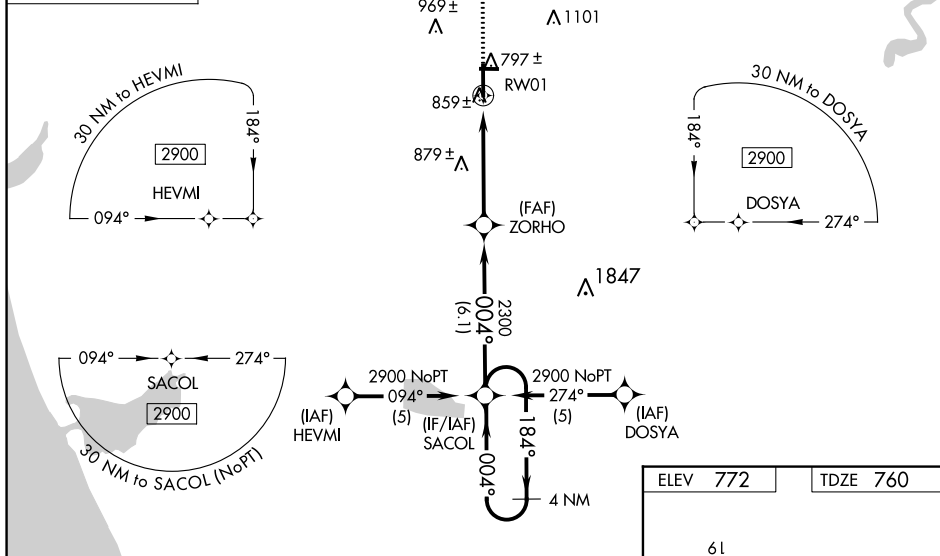 969±
1101
797±
RW01
859±
879±
30 NM to HEVMI
184°
2900
HEVMI
094°
30 NM to DOSYA
184°
2900
DOSYA
274°
(FAF)
ZORHO
1847
2300
004°
(6.1)
094°
274°
SACOL
2900
30 NM to SACOL (NoPT)
2900 NoPT
094°
(5)
(IAF)
HEVMI
(IF/IAF)
SACOL
2900 NoPT
274°
(5)
(IAF)
DOSYA
184°
004°
4 NM
ELEV 772
TDZE 760
61